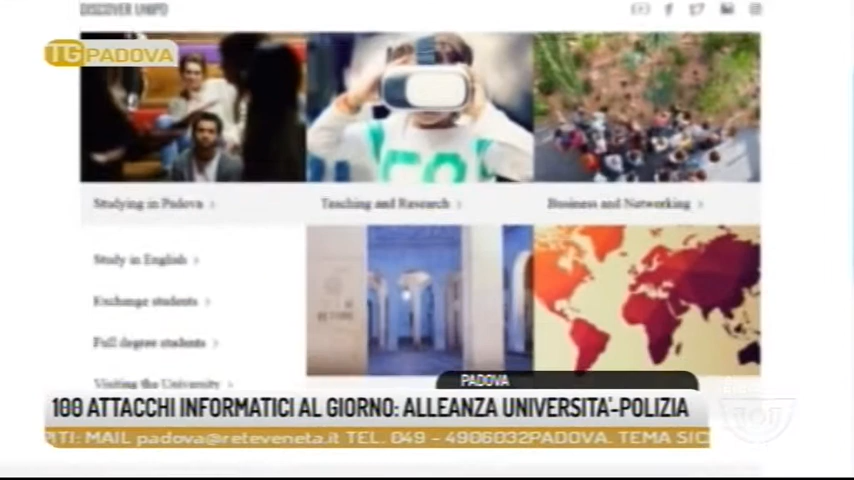 DISCOVER UNIPD
TG PADOVA
Studying in Padova
Teaching and Research
Business and Networking
Study in English
Exchange students
Full degree students
Visiting the University
PADOVA
100 ATTACCHI INFORMATICI AL GIORNO: ALLEANZA UNIVERSITA'-POLIZIA
ITI: MAIL padova@reteveneta.it TEL. 049 - 4906032PADOVA. TEMA SIC